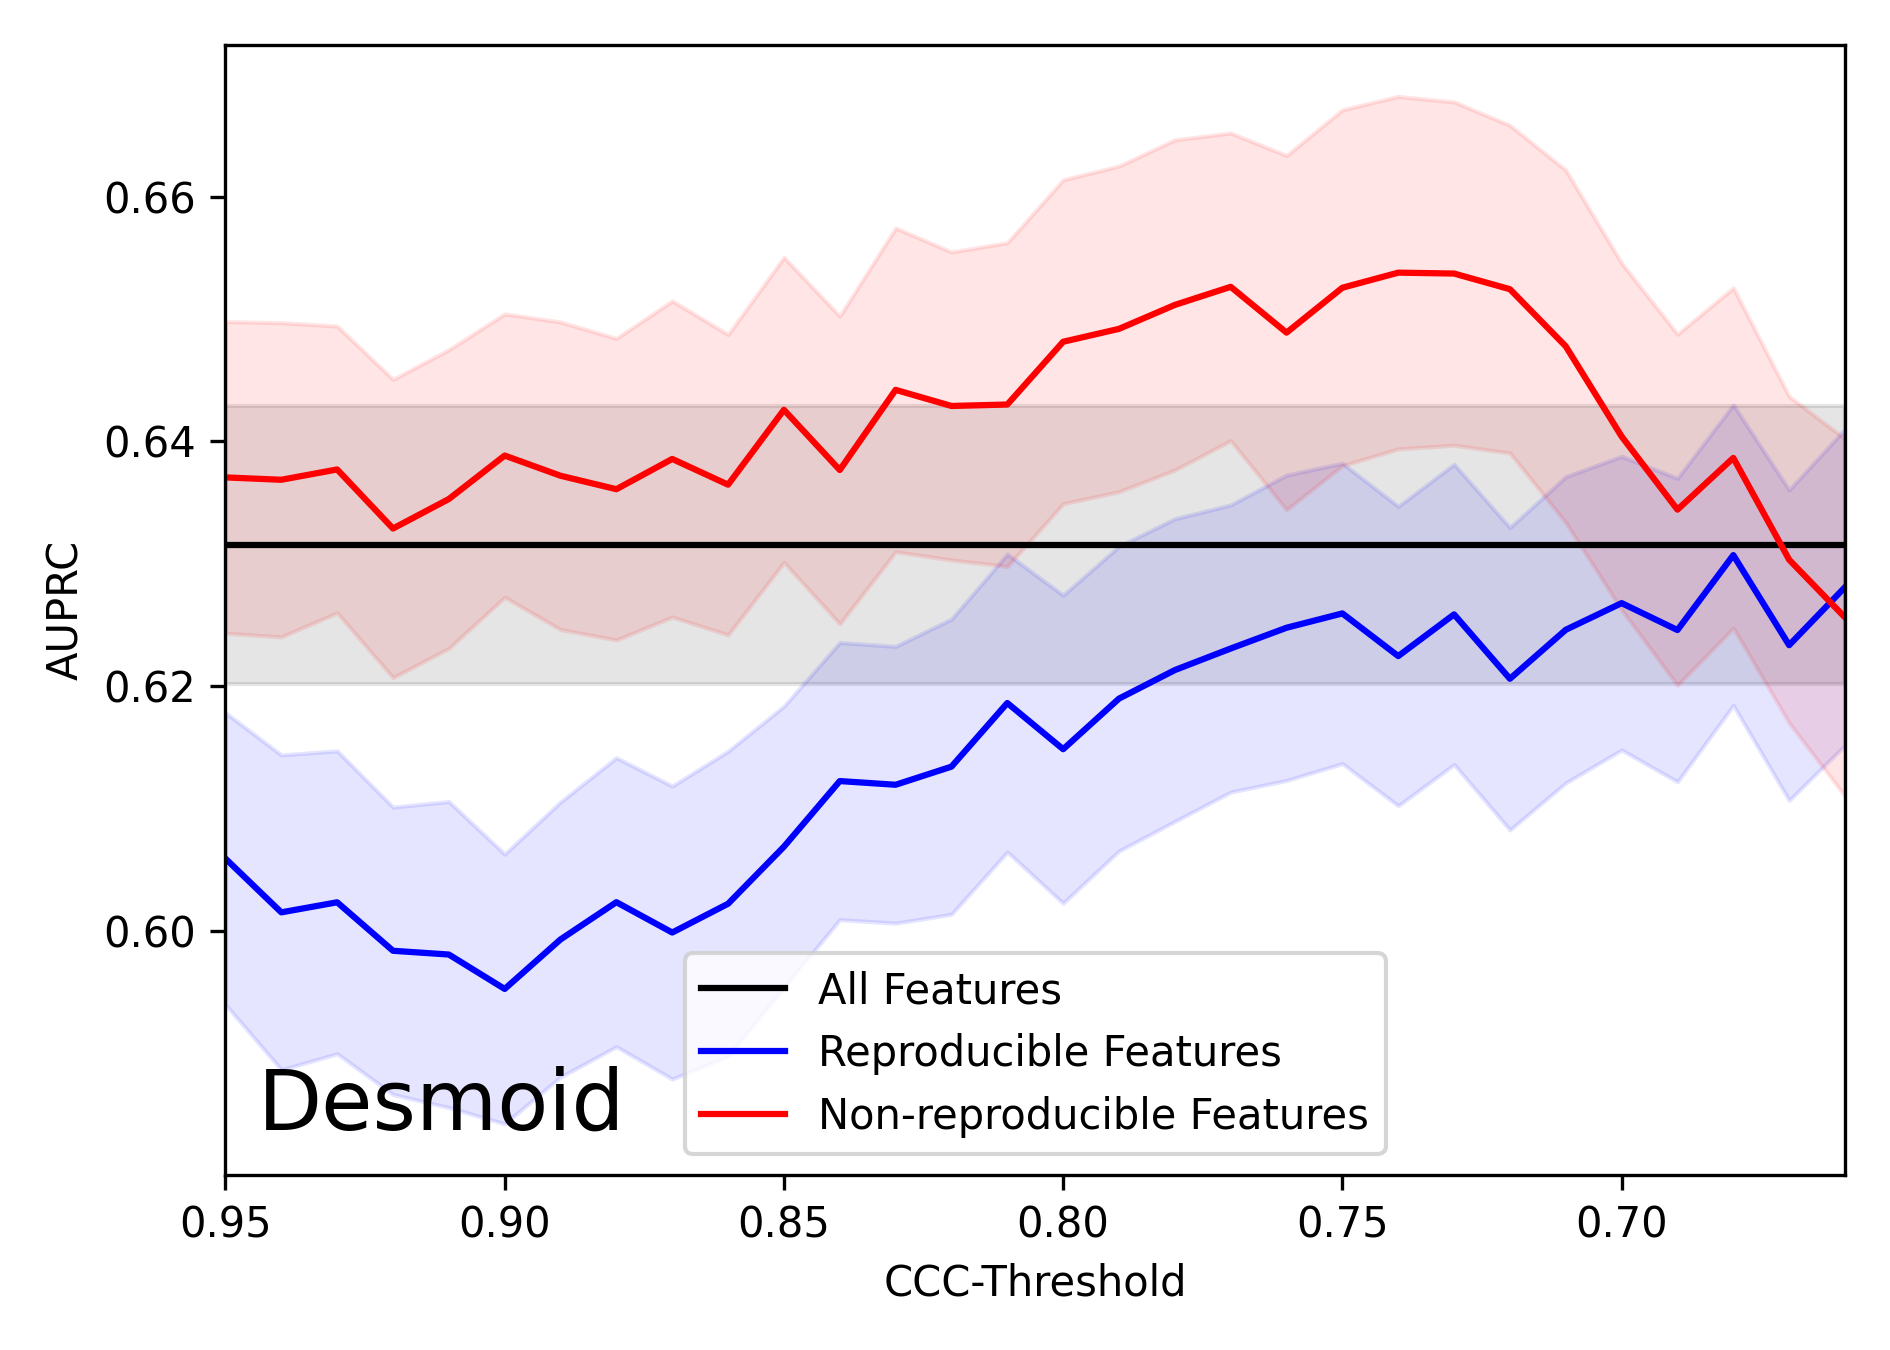 0.66
0.64
0.62
0.60
AUPRC
0.95 0.90 0.85 0.80 0.75 0.70
CCC-Threshold
Desmoid
All Features
Reproducible Features
Non-reproducible Features